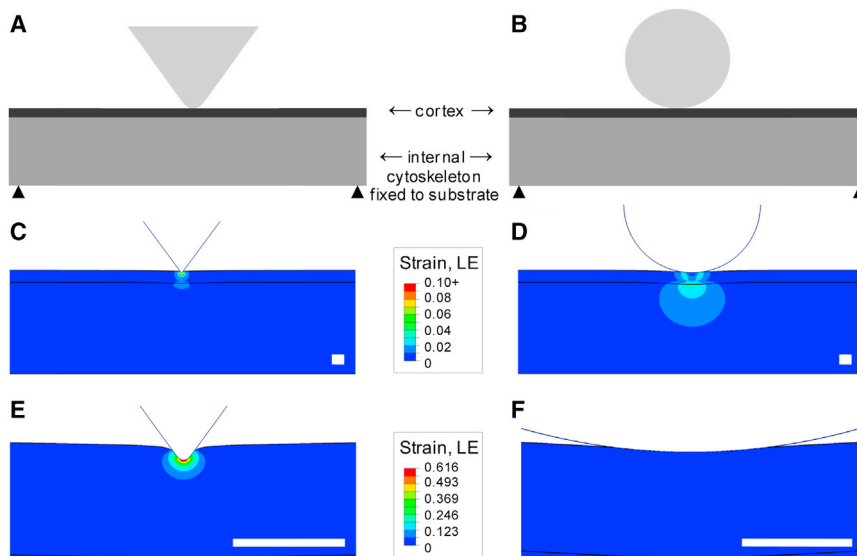 A
B
← cortex →
← internal →
cytoskeleton
fixed to substrate
C
D
Strain, LE
0.10+
0.08
0.06
0.04
0.02
0
E
F
Strain, LE
0.616
0.493
0.369
0.246
0.123
0